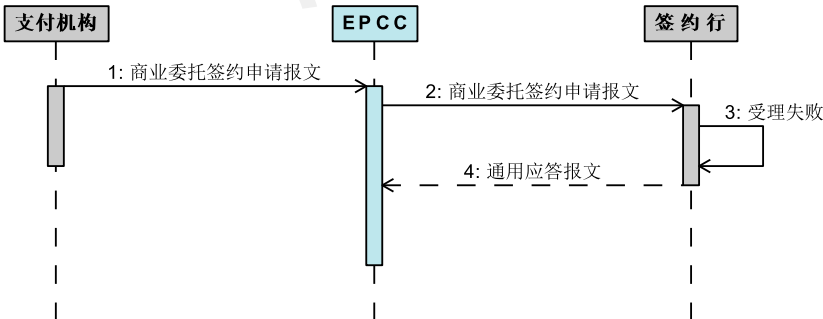 支付机构
EPCC
签约行
1: 商业委托签约申请报文
2: 商业委托签约申请报文
3: 受理失败
4: 通用应答报文